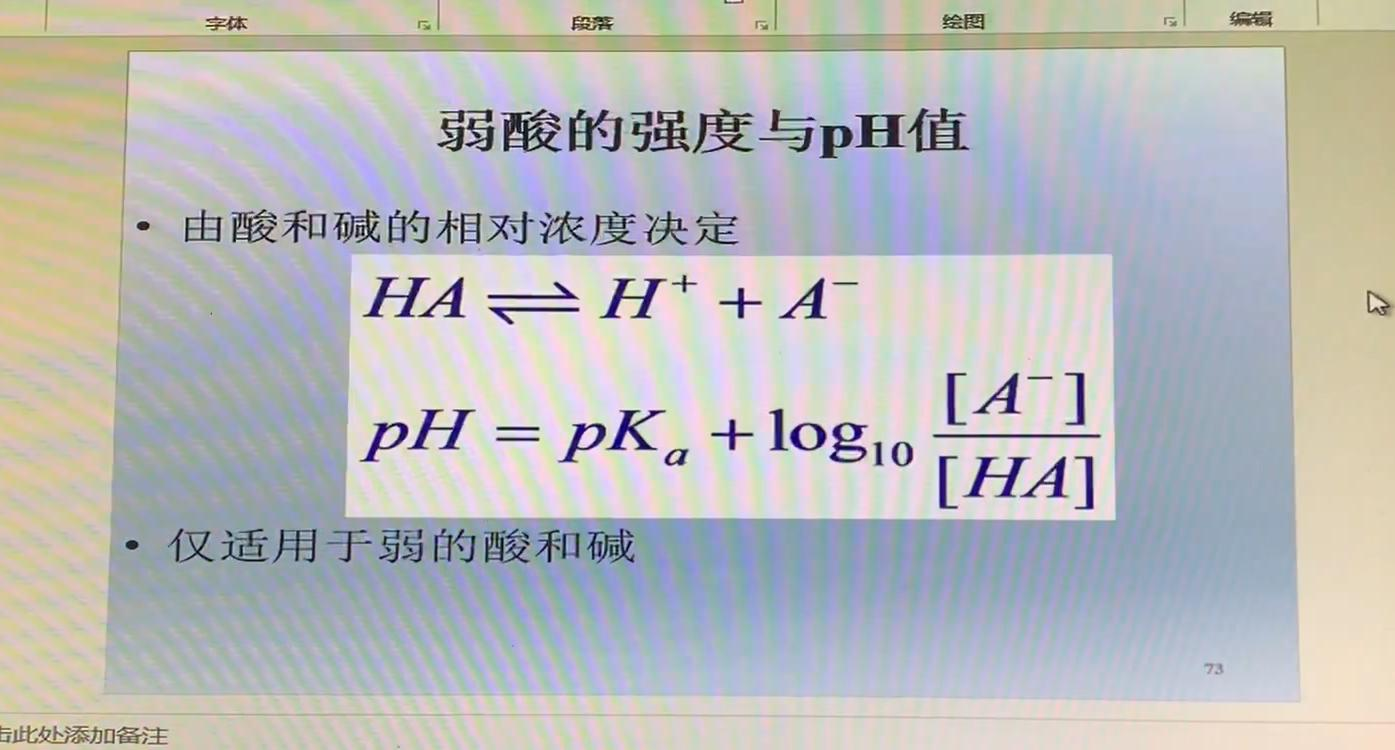 字体 段落 绘图 编辑
弱酸的强度与pH值
• 由酸和碱的相对浓度决定
HA ⇌ H⁺ + A⁻
pH = pKₐ + log₁₀ [A⁻]/[HA]
• 仅适用于弱的酸和碱
73
击此处添加备注